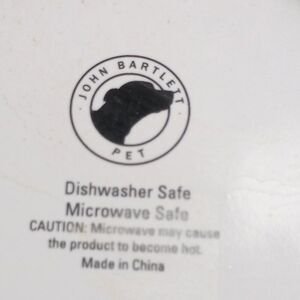 JOHN BARTLETT
PET
Dishwasher Safe
Microwave Safe
CAUTION: Microwave may cause
the product to become hot.
Made in China